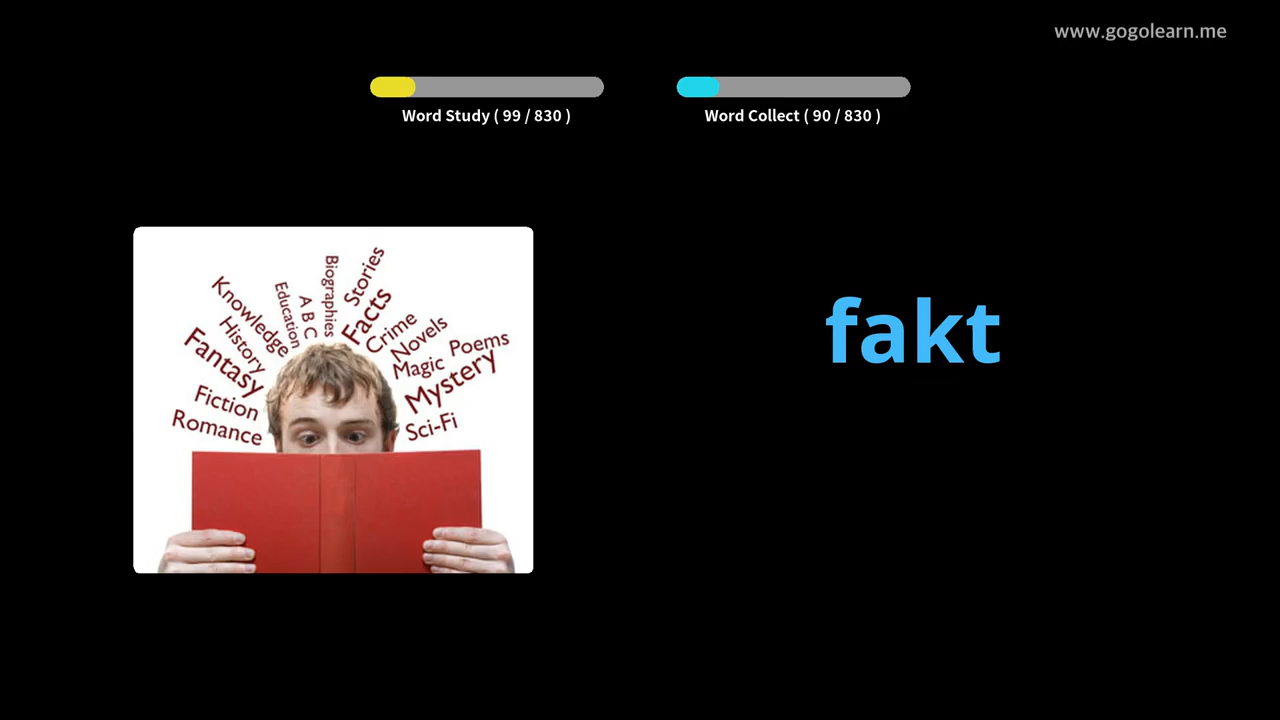 www.gogolearn.me
Word Study ( 99 / 830 )
Word Collect ( 90 / 830 )
fakt
Romance
Fiction
Fantasy
History
Knowledge
Education
A B C
Biographies
Stories
Facts
Crime
Novels
Magic
Poems
Mystery
Sci-Fi